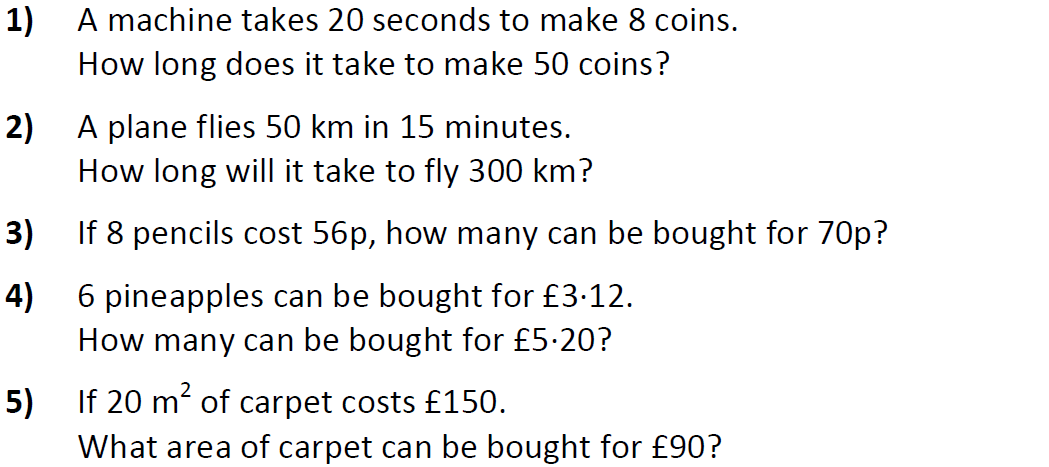 1) A machine takes 20 seconds to make 8 coins.
How long does it take to make 50 coins?
2) A plane flies 50 km in 15 minutes.
How long will it take to fly 300 km?
3) If 8 pencils cost 56p, how many can be bought for 70p?
4) 6 pineapples can be bought for £3·12.
How many can be bought for £5·20?
5) If 20 m² of carpet costs £150.
What area of carpet can be bought for £90?